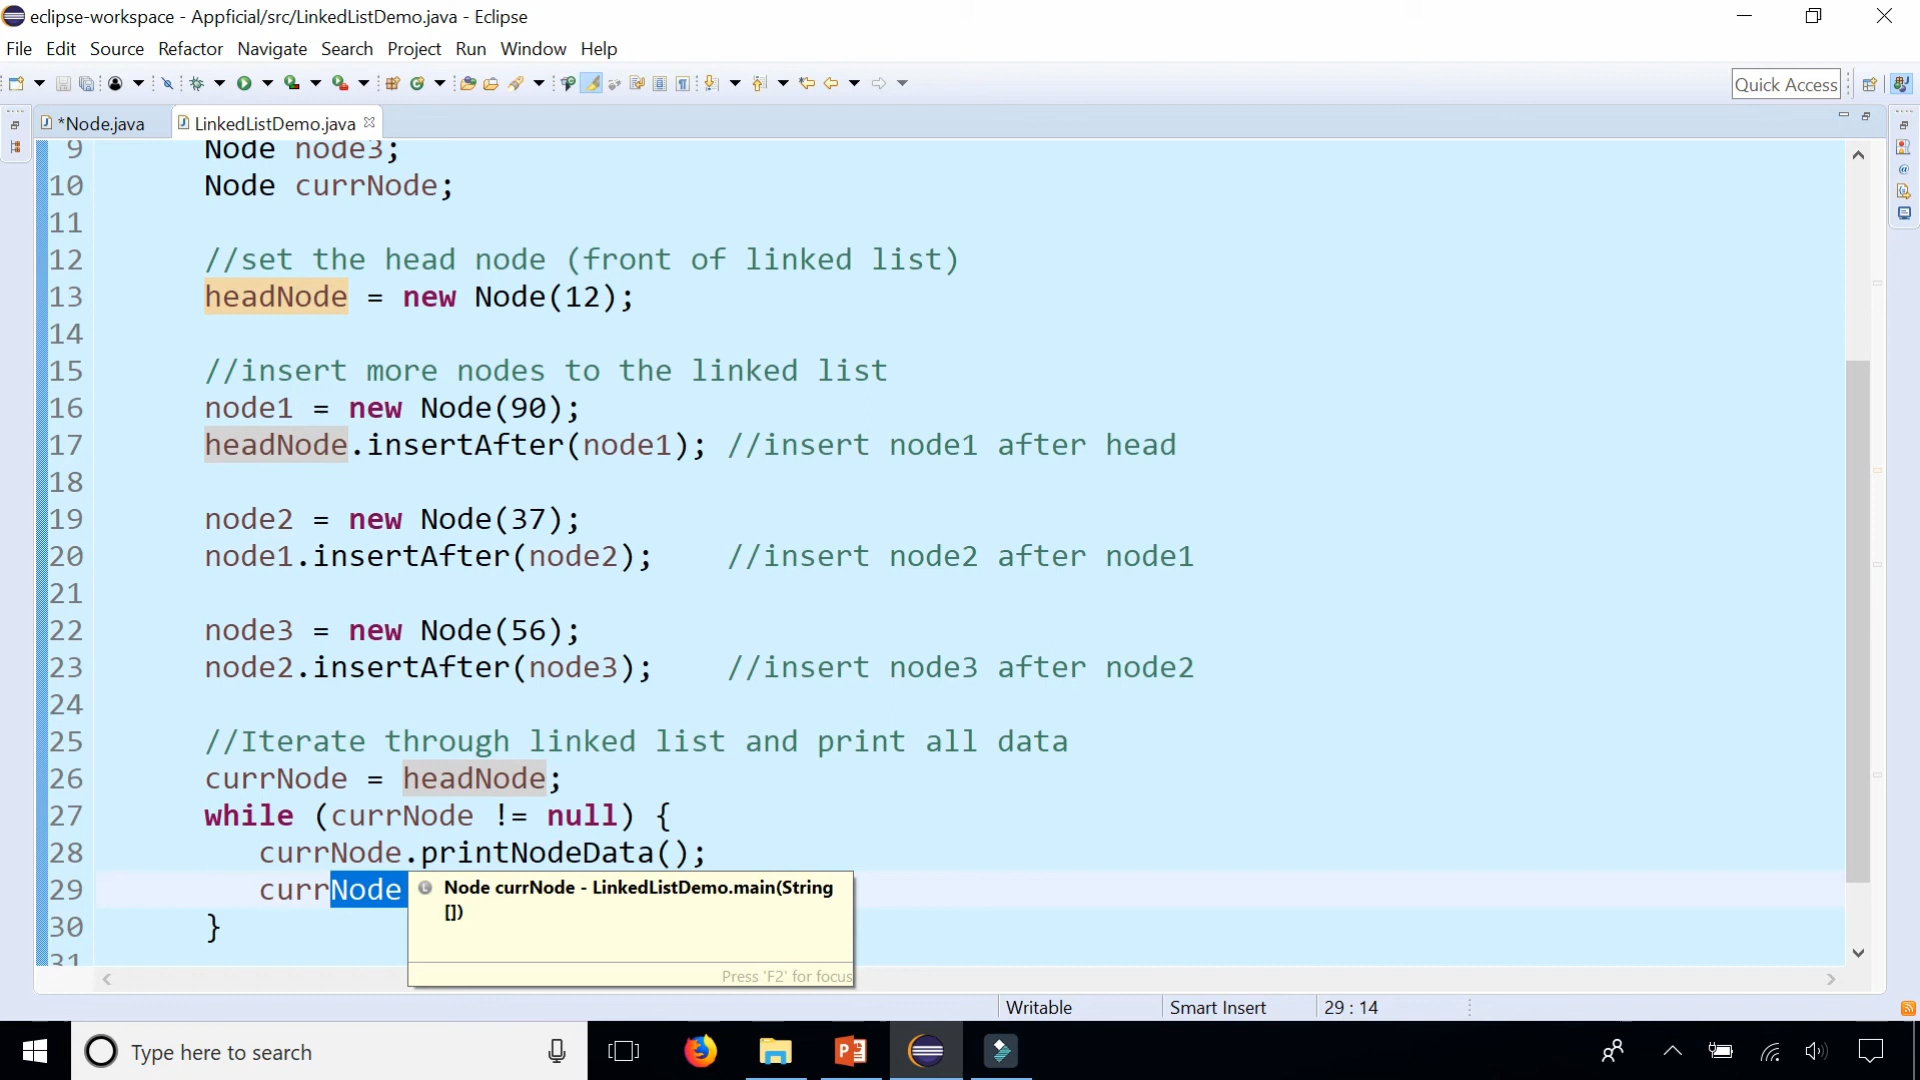 eclipse-workspace - Appficial/src/LinkedListDemo.java - Eclipse
File Edit Source Refactor Navigate Search Project Run Window Help
Quick Access
*Node.java LinkedListDemo.java
9 Node node3;
10 Node currNode;
11
12 //set the head node (front of linked list)
13 headNode = new Node(12);
14
15 //insert more nodes to the linked list
16 node1 = new Node(90);
17 headNode.insertAfter(node1); //insert node1 after head
18
19 node2 = new Node(37);
20 node1.insertAfter(node2); //insert node2 after node1
21
22 node3 = new Node(56);
23 node2.insertAfter(node3); //insert node3 after node2
24
25 //Iterate through linked list and print all data
26 currNode = headNode;
27 while (currNode != null) {
28 currNode.printNodeData();
29 currNode
Node currNode - LinkedListDemo.main(String
[])
30 }
31
Press 'F2' for focus
Writable Smart Insert 29 : 14
Type here to search